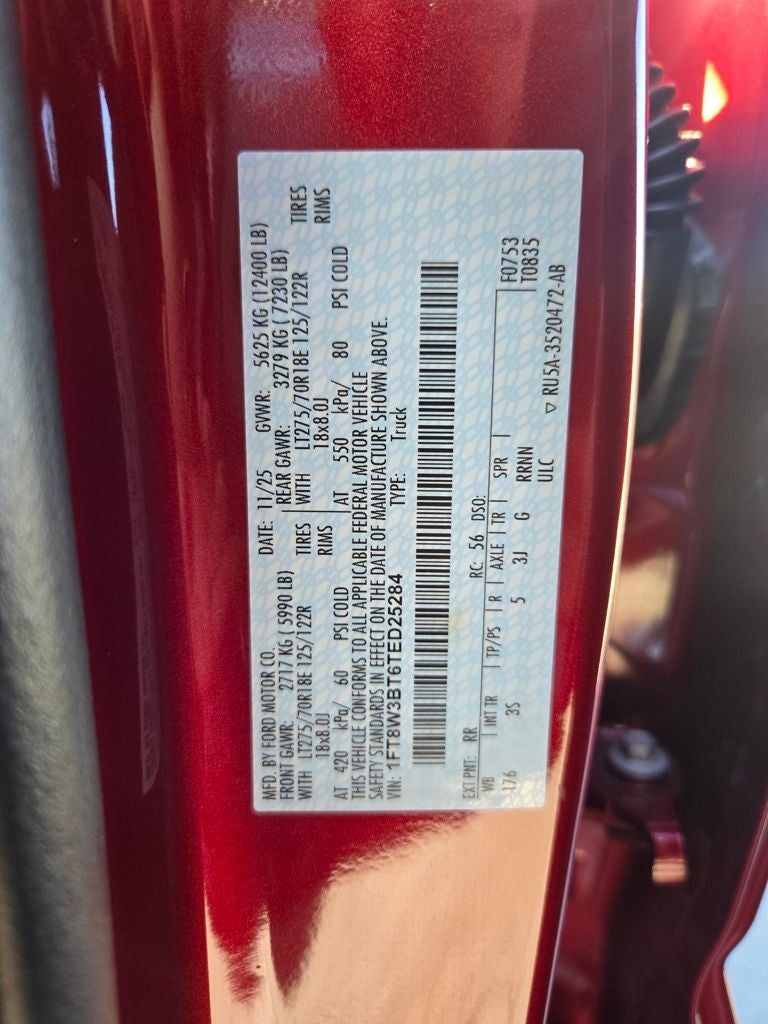 MFD. BY FORD MOTOR CO. DATE: 11/25 GVWR: 5625 KG (12400 LB)
FRONT GAWR: 2717 KG ( 5990 LB) REAR GAWR: 3279 KG ( 7230 LB)
WITH LT275/70R18E 125/122R TIRES WITH LT275/70R18E 125/122R TIRES
18x8.0J RIMS 18x8.0J RIMS
AT 420 kPa/ 60 PSI COLD AT 550 kPa/ 80 PSI COLD
THIS VEHICLE CONFORMS TO ALL APPLICABLE FEDERAL MOTOR VEHICLE
SAFETY STANDARDS IN EFFECT ON THE DATE OF MANUFACTURE SHOWN ABOVE.
VIN: 1FT8W3BT6TED25284 TYPE: Truck
EXT PNT: RR RC: 56 DSO: F0753
WB INT TR TP/PS R AXLE TR SPR T0835
176 3S 5 3J G RRNN
ULC ▽ RU5A-3520472-AB